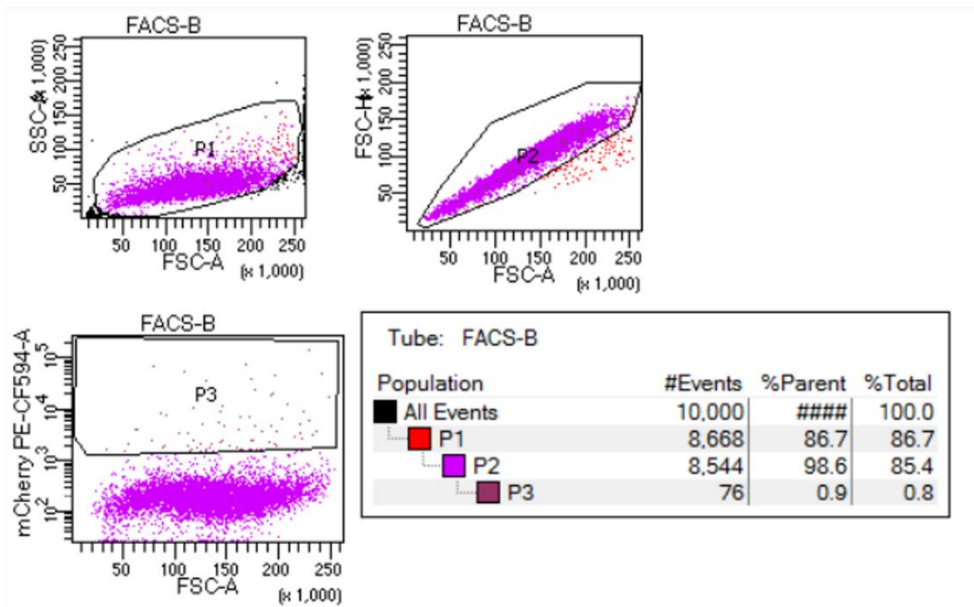 FACS-B
SSC-A (x 1,000)
250
200
150
100
50
P1
50 100 150 200 250
FSC-A
(x 1,000)
FACS-B
FSC-H (x 1,000)
250
200
150
100
50
P2
50 100 150 200 250
FSC-A
(x 1,000)
FACS-B
mCherry PE-CF594-A
10^5
10^4
10^3
10^2
P3
50 100 150 200 250
FSC-A
(x 1,000)
Tube: FACS-B
Population #Events %Parent %Total
All Events 10,000 #### 100.0
P1 8,668 86.7 86.7
P2 8,544 98.6 85.4
P3 76 0.9 0.8